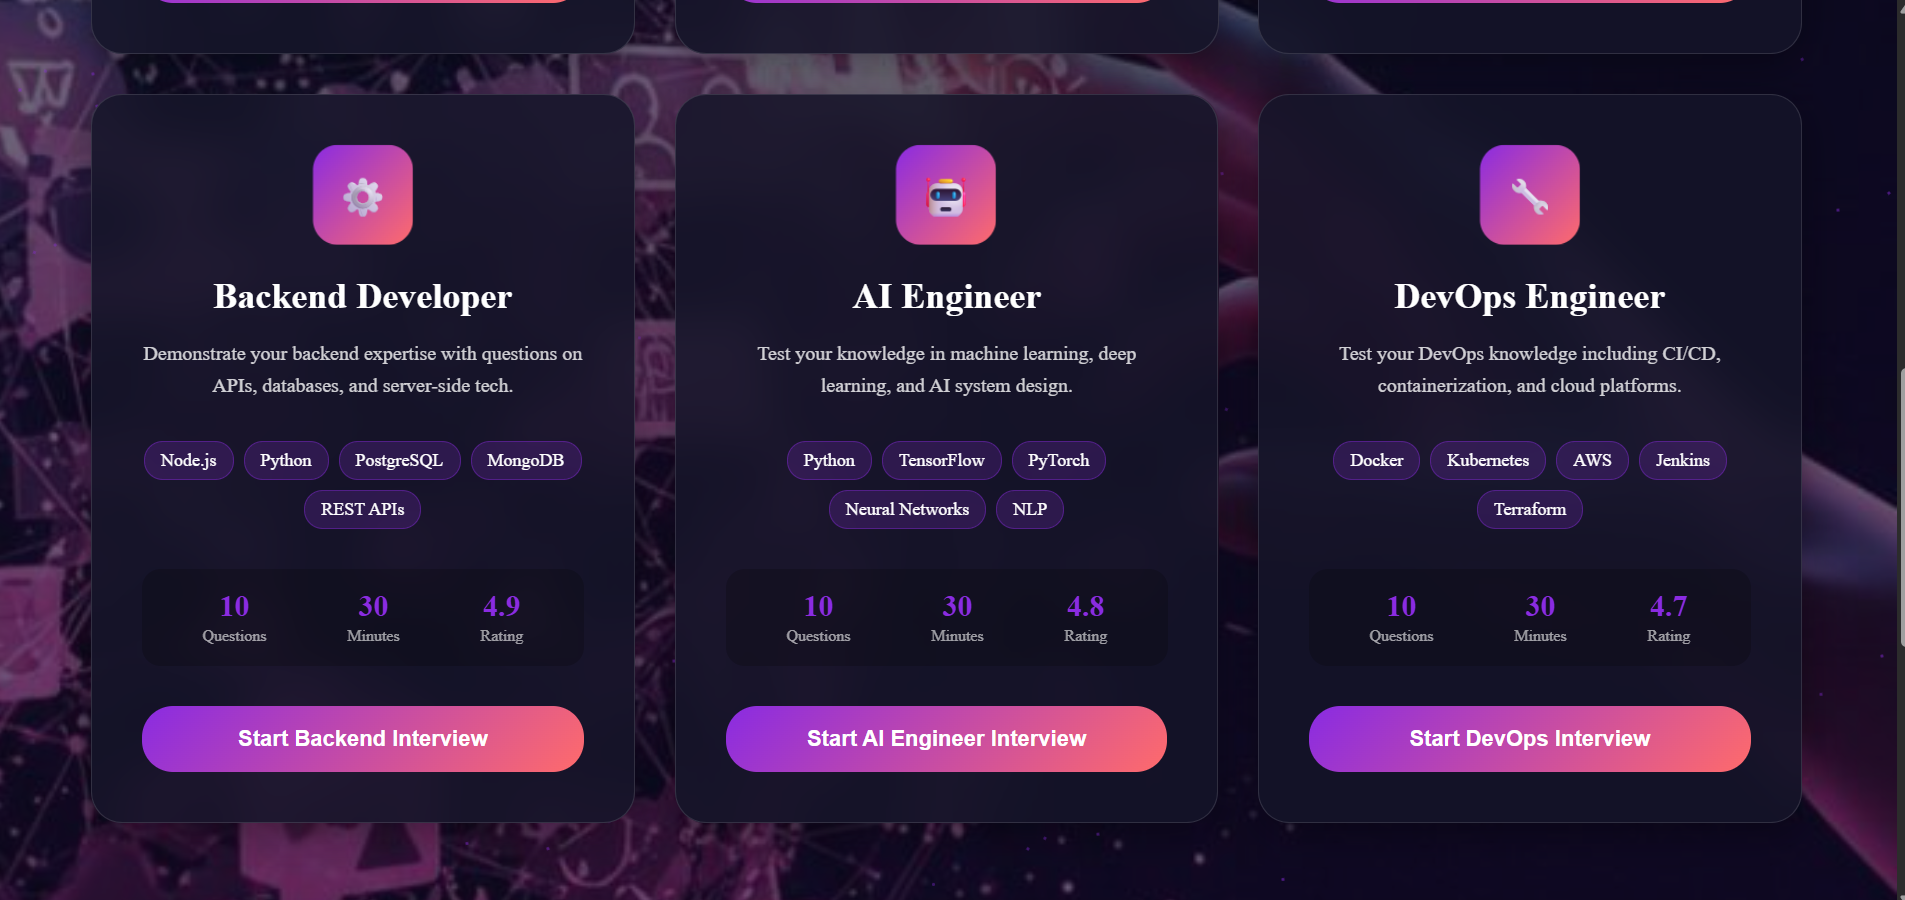 Backend Developer
Demonstrate your backend expertise with questions on
APIs, databases, and server-side tech.
Node.js
Python
PostgreSQL
MongoDB
REST APIs
10
Questions
30
Minutes
4.9
Rating
Start Backend Interview
AI Engineer
Test your knowledge in machine learning, deep
learning, and AI system design.
Python
TensorFlow
PyTorch
Neural Networks
NLP
10
Questions
30
Minutes
4.8
Rating
Start AI Engineer Interview
DevOps Engineer
Test your DevOps knowledge including CI/CD,
containerization, and cloud platforms.
Docker
Kubernetes
AWS
Jenkins
Terraform
10
Questions
30
Minutes
4.7
Rating
Start DevOps Interview